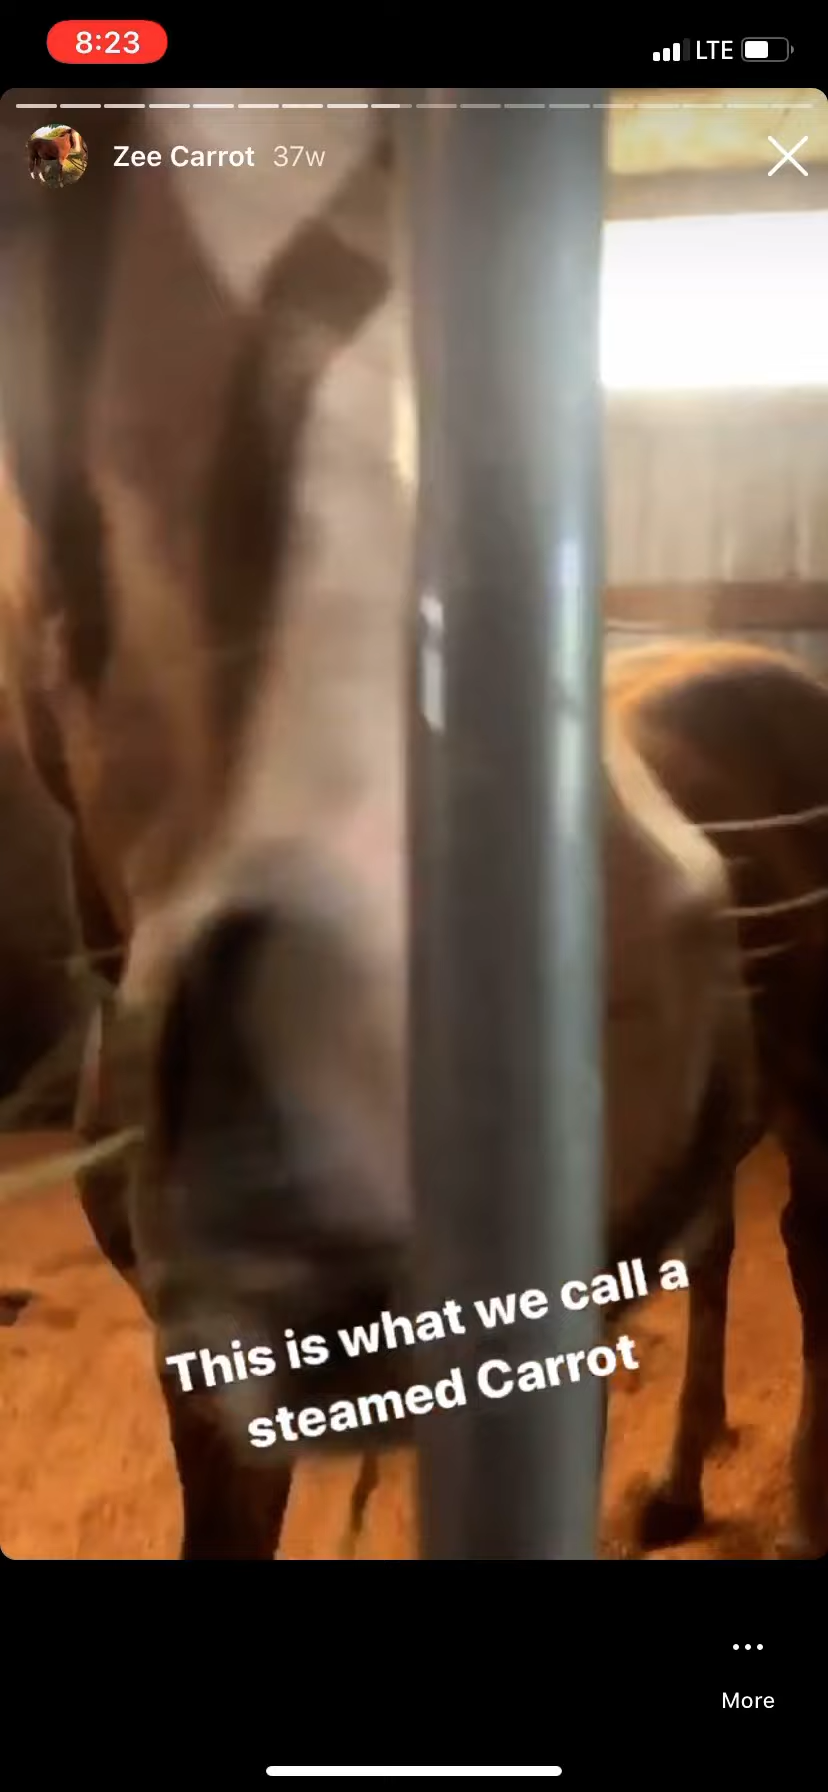 8:23
LTE
Zee Carrot 37w
This is what we call a
steamed Carrot
More